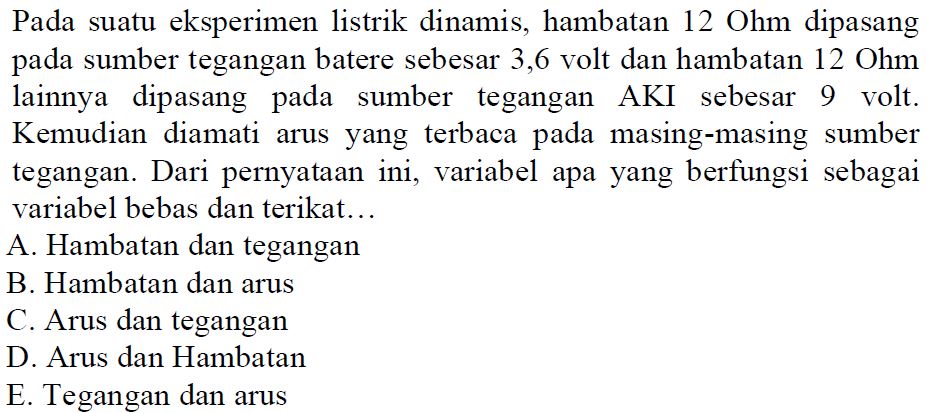 Pada suatu eksperimen listrik dinamis, hambatan 12 Ohm dipasang
pada sumber tegangan batere sebesar 3,6 volt dan hambatan 12 Ohm
lainnya dipasang pada sumber tegangan AKI sebesar 9 volt.
Kemudian diamati arus yang terbaca pada masing-masing sumber
tegangan. Dari pernyataan ini, variabel apa yang berfungsi sebagai
variabel bebas dan terikat…
A. Hambatan dan tegangan
B. Hambatan dan arus
C. Arus dan tegangan
D. Arus dan Hambatan
E. Tegangan dan arus